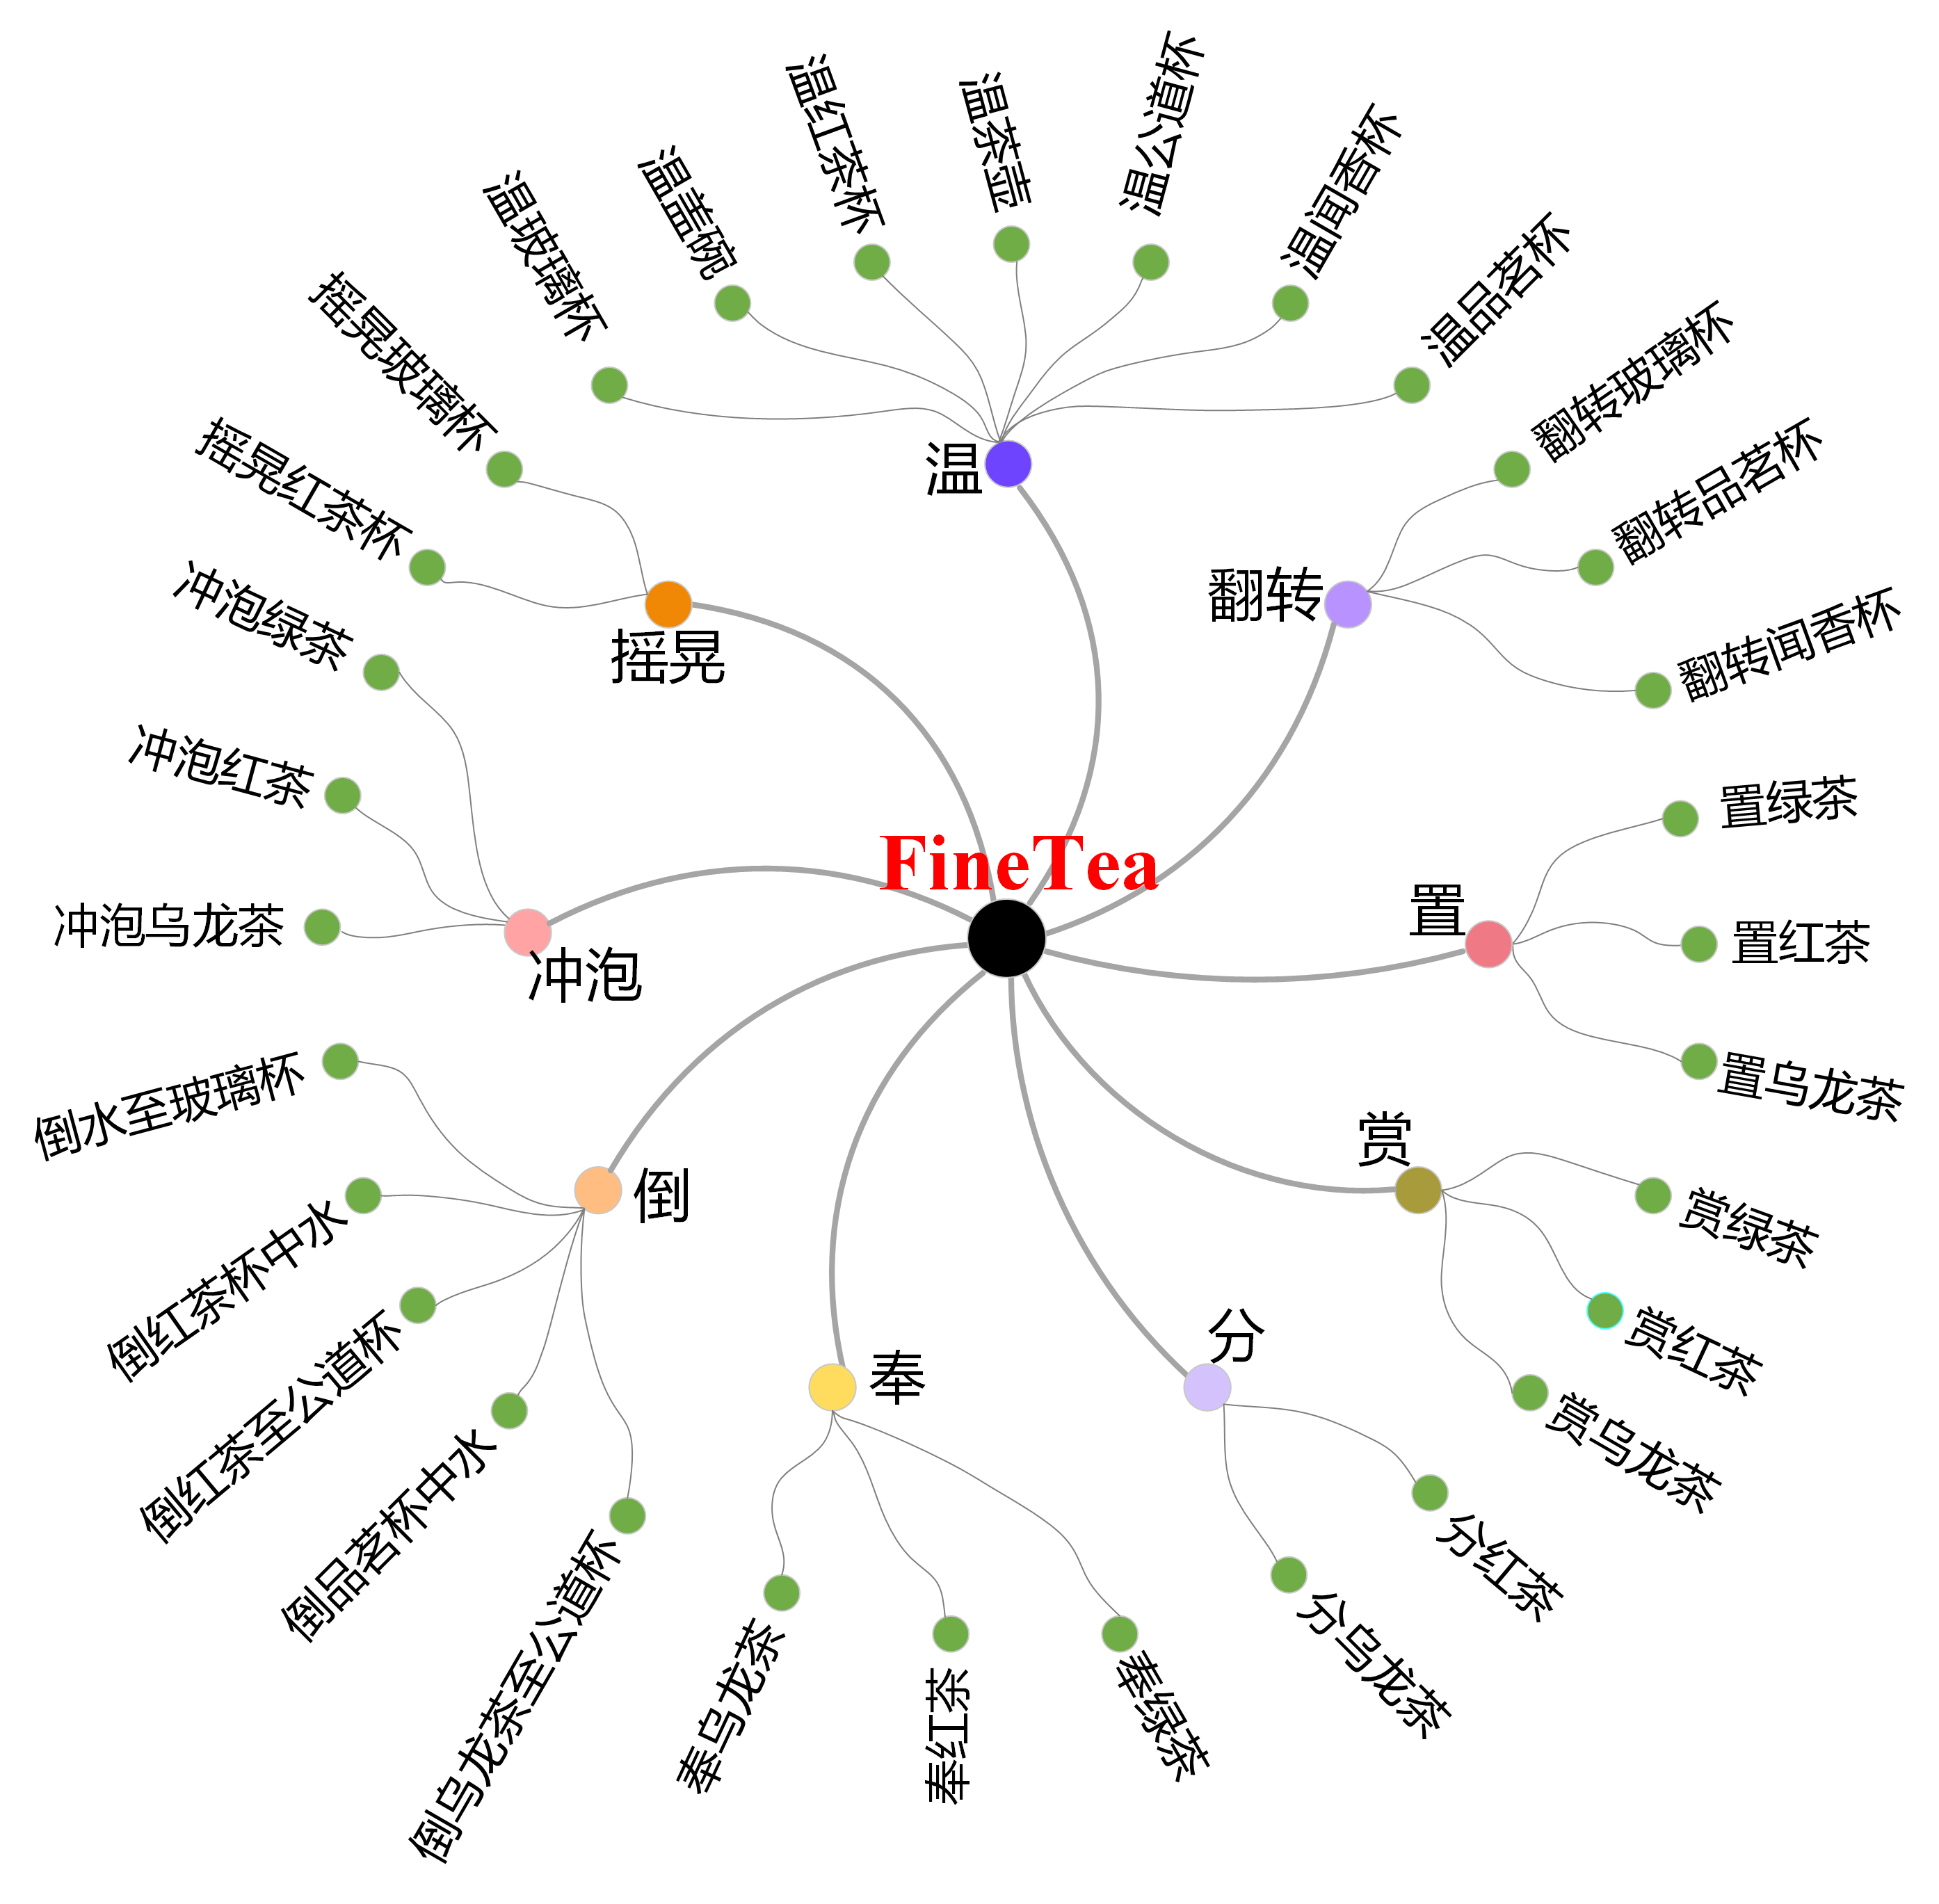 FineTea
温
温玻璃杯
温盖碗
温红茶杯
温茶壶
温公道杯
温闻香杯
温品茗杯
翻转
翻转玻璃杯
翻转品茗杯
翻转闻香杯
置
置绿茶
置红茶
置乌龙茶
赏
赏绿茶
赏红茶
赏乌龙茶
分
分红茶
分乌龙茶
奉
奉绿茶
奉红茶
奉乌龙茶
倒
倒乌龙茶至公道杯
倒品茗杯中水
倒红茶至公道杯
倒红茶杯中水
倒水至玻璃杯
冲泡
冲泡乌龙茶
冲泡红茶
冲泡绿茶
摇晃
摇晃红茶杯
摇晃玻璃杯